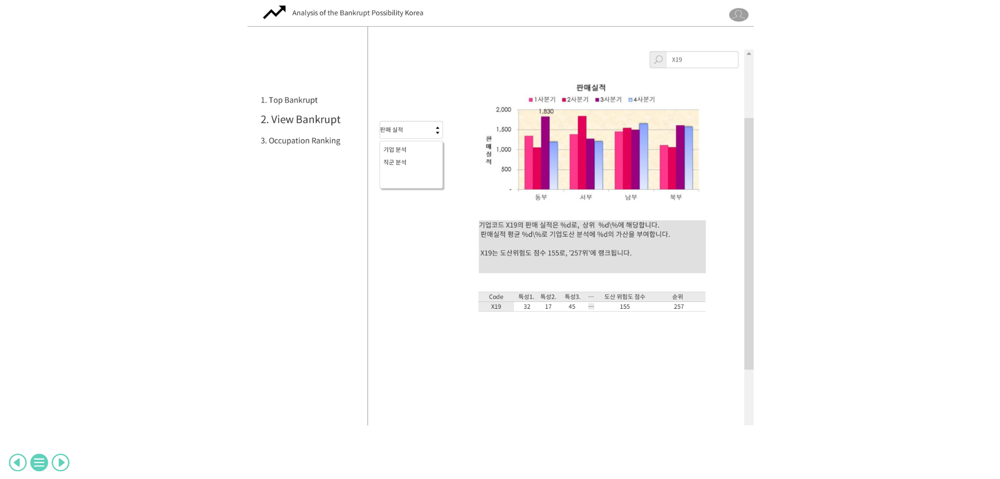 Analysis of the Bankrupt Possibility Korea
X19
1. Top Bankrupt
2. View Bankrupt
3. Occupation Ranking
판매 실적
기업 분석
직군 분석
판매실적
1사분기 2사분기 3사분기 4사분기
2,000
1,830
1,500
1,000
500
-
판매실적
동부 서부 남부 북부
기업코드 X19의 판매 실적은 %d로,  상위  %d\%에 해당합니다.
판매실적 평균 %d\%로 기업도산 분석에 %d의 가산을 부여합니다.
X19는 도산위험도 점수 155로, '257위'에 랭크됩니다.
Code 특성1. 특성2. 특성3. ... 도산 위험도 점수 순위
X19 32 17 45 ... 155 257